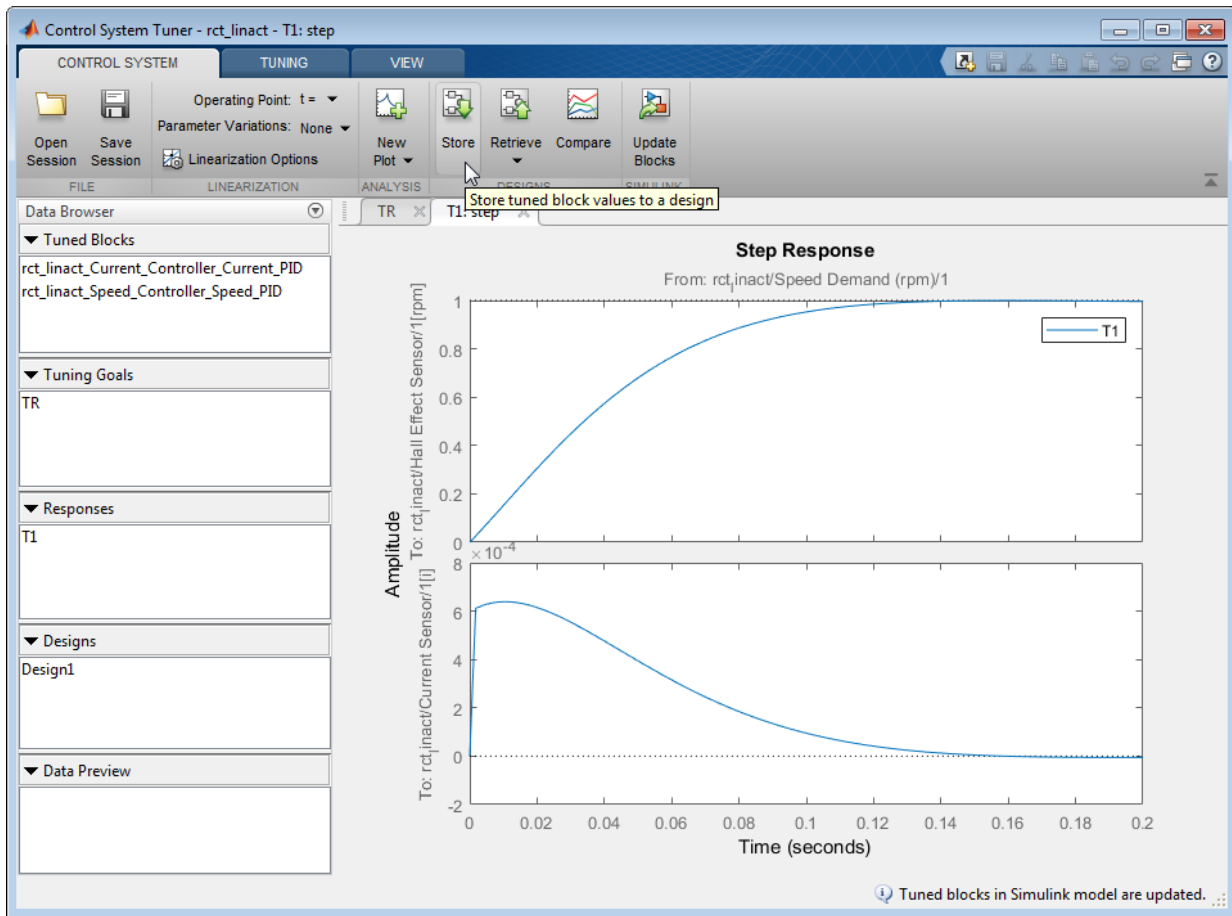 Control System Tuner - rct_linact - T1: step
CONTROL SYSTEM
TUNING
VIEW
Open Session
Save Session
Operating Point: t =
Parameter Variations: None
Linearization Options
New Plot
Store
Retrieve
Compare
Update Blocks
FILE
LINEARIZATION
ANALYSIS
DESIGNS
SIMULINK
Store tuned block values to a design
Data Browser
TR
T1: step
Tuned Blocks
rct_linact_Current_Controller_Current_PID
rct_linact_Speed_Controller_Speed_PID
Tuning Goals
TR
Responses
T1
Designs
Design1
Data Preview
Step Response
From: rct_linact/Speed Demand (rpm)/1
T1
Amplitude
To: rct_linact/Hall Effect Sensor/1[rpm]
1
0.8
0.6
0.4
0.2
0
To: rct_linact/Current Sensor/1[i]
×10-4
8
6
4
2
0
-2
0 0.02 0.04 0.06 0.08 0.1 0.12 0.14 0.16 0.18 0.2
Time (seconds)
Tuned blocks in Simulink model are updated.